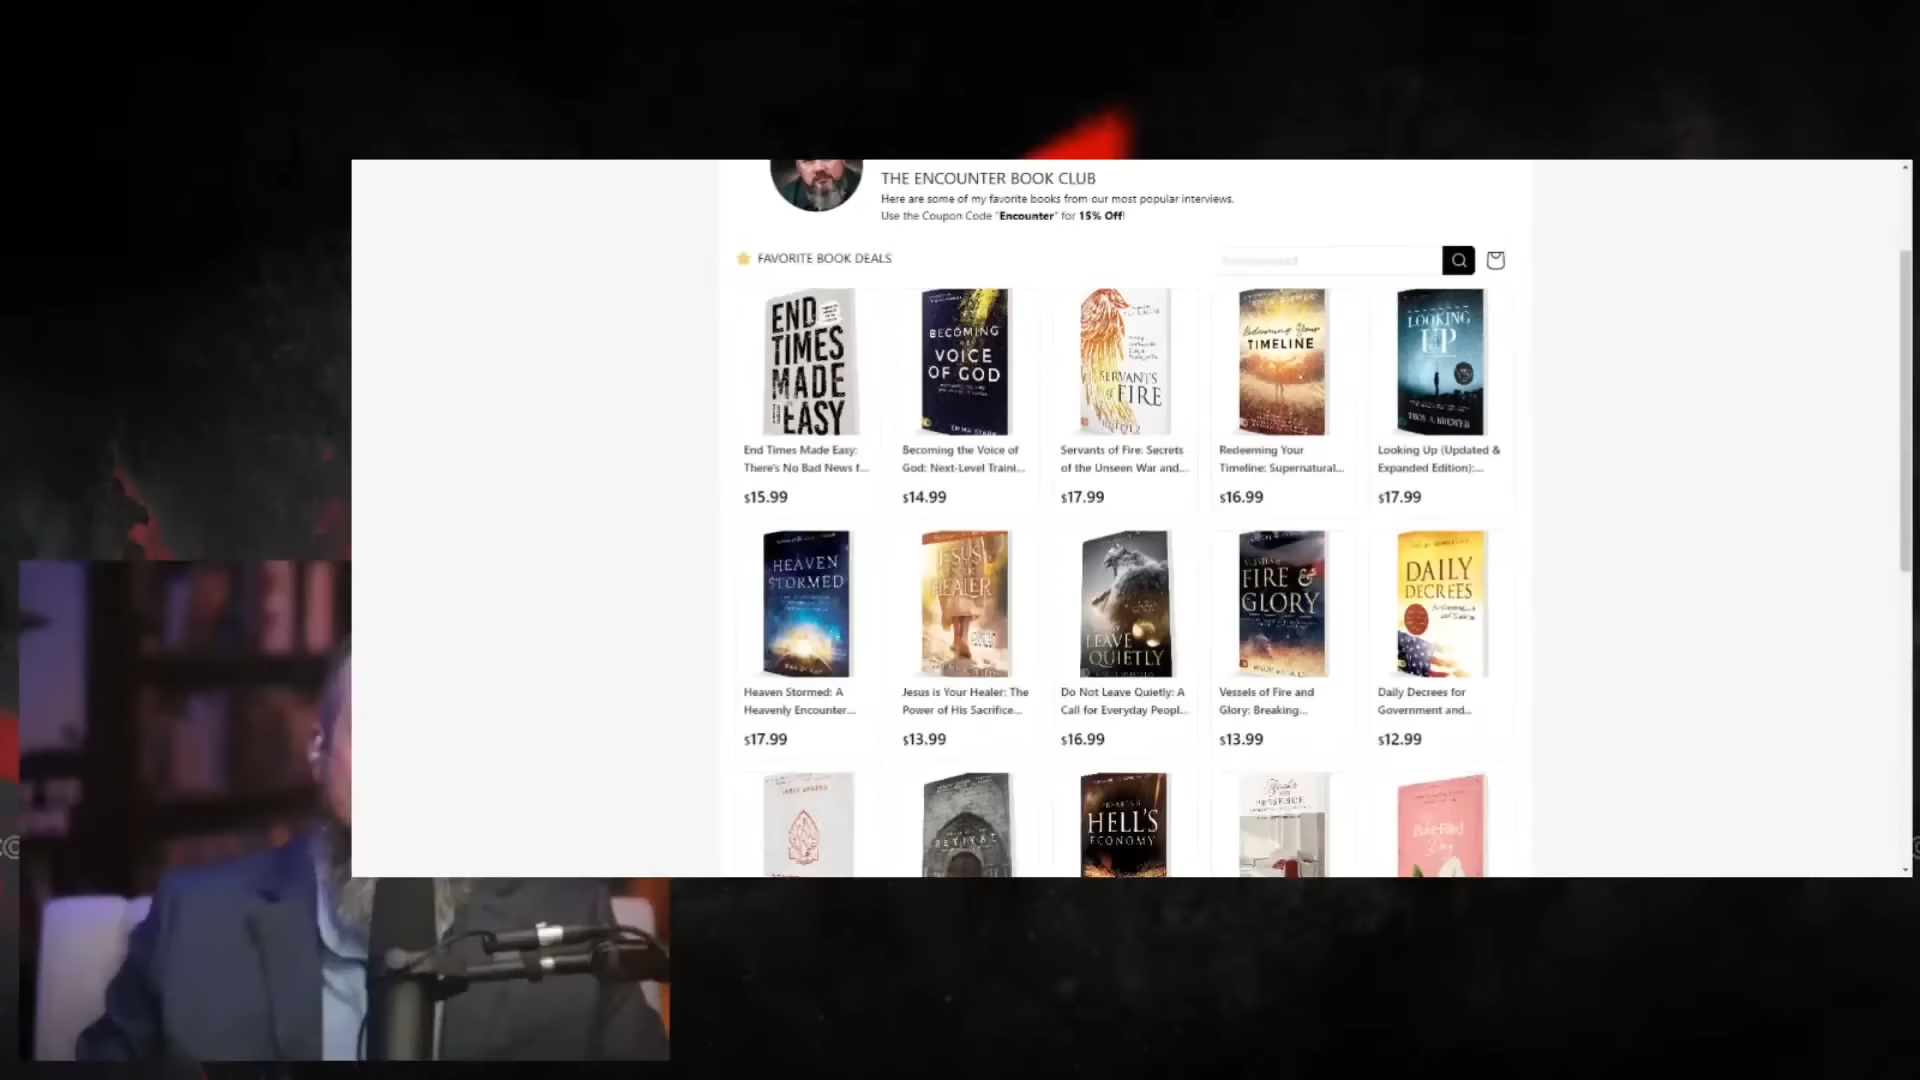 THE ENCOUNTER BOOK CLUB
Here are some of my favorite books from our most popular interviews.
Use the Coupon Code "Encounter" for 15% Off!
FAVORITE BOOK DEALS
END
TIMES
MADE
EASY
BECOMING
VOICE
OF GOD
SERVANTS
of FIRE
Redeeming Your
TIMELINE
LOOKING
UP
TROY A. BREWER
End Times Made Easy:
There's No Bad News f...
$15.99
Becoming the Voice of
God: Next-Level Traini...
$14.99
Servants of Fire: Secrets
of the Unseen War and...
$17.99
Redeeming Your
Timeline: Supernatural...
$16.99
Looking Up (Updated &
Expanded Edition):...
$17.99
HEAVEN
STORMED
JESUS
HEALER
LEAVE
QUIETLY
FIRE &
GLORY
DAILY
DECREES
Heaven Stormed: A
Heavenly Encounter...
$17.99
Jesus is Your Healer: The
Power of His Sacrifice...
$13.99
Do Not Leave Quietly: A
Call for Everyday Peopl...
$16.99
Vessels of Fire and
Glory: Breaking...
$13.99
Daily Decrees for
Government and...
$12.99
REVIVAL
HELL'S
ECONOMY